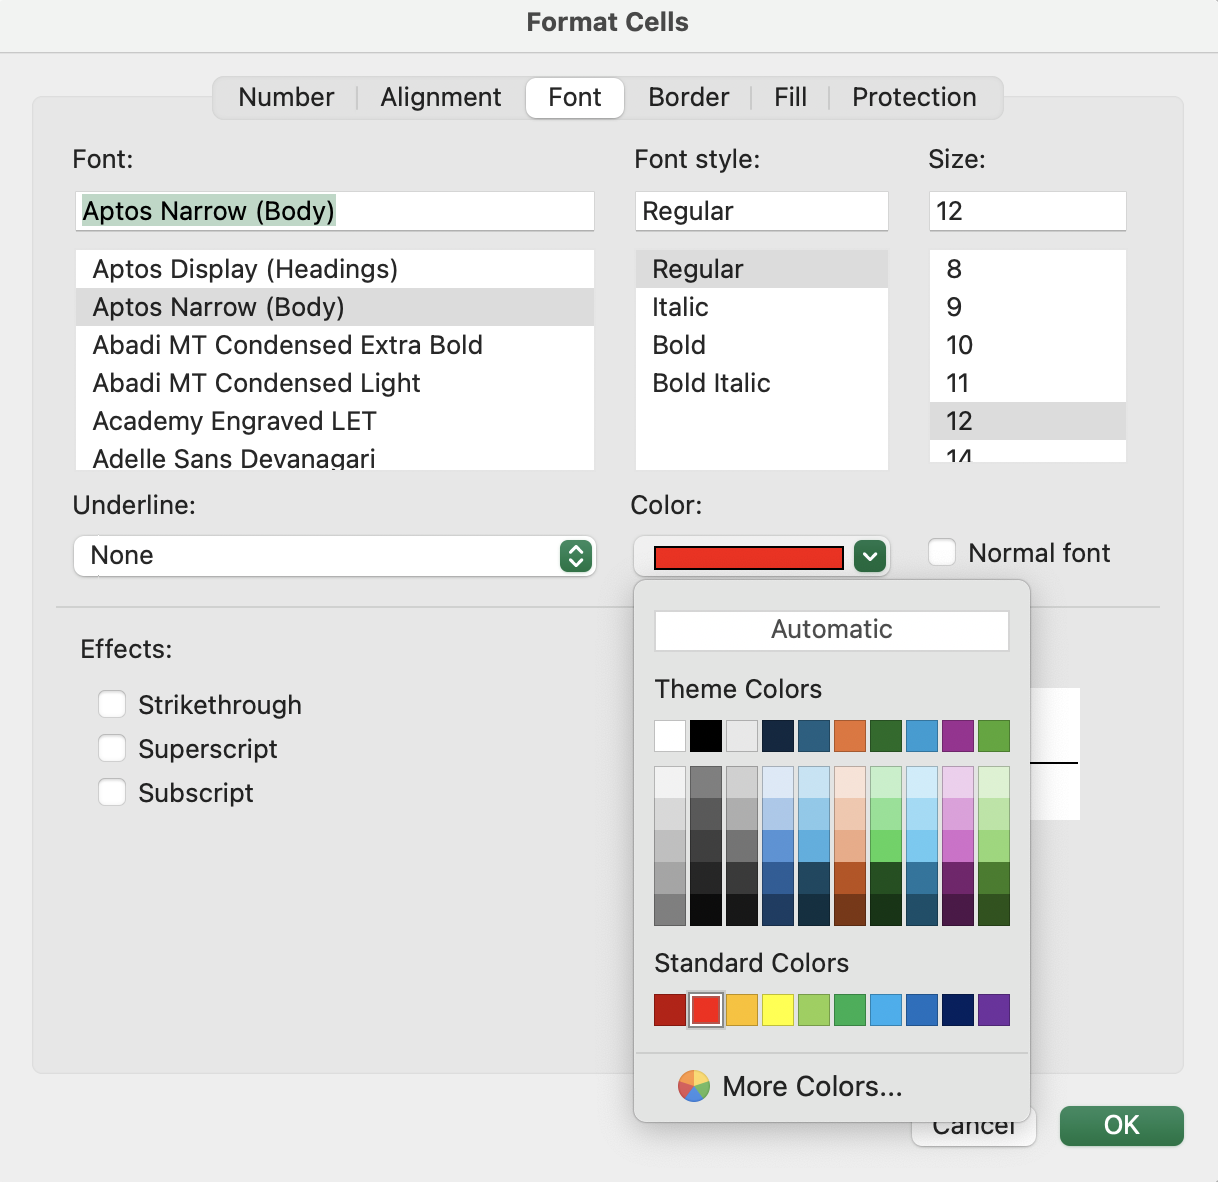 Format Cells
Number Alignment Font Border Fill Protection
Font: Font style: Size:
Aptos Narrow (Body) Regular 12
Aptos Display (Headings) Regular 8
Aptos Narrow (Body) Italic 9
Abadi MT Condensed Extra Bold Bold 10
Abadi MT Condensed Light Bold Italic 11
Academy Engraved LET 12
Adelle Sans Devanagari 14
Underline: Color:
None Normal font
Automatic
Effects:
Theme Colors
Strikethrough
Superscript
Subscript
Standard Colors
More Colors...
Cancel OK